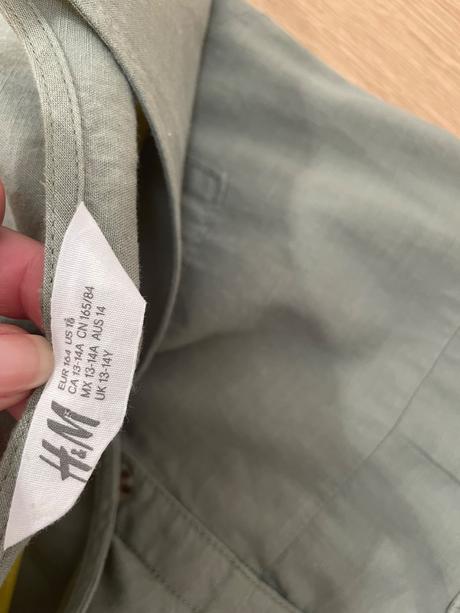 EUR 164 US 16
CA 13-14A CN 165/84
MX 13-14A AUS 14
UK 13-14Y
H&M